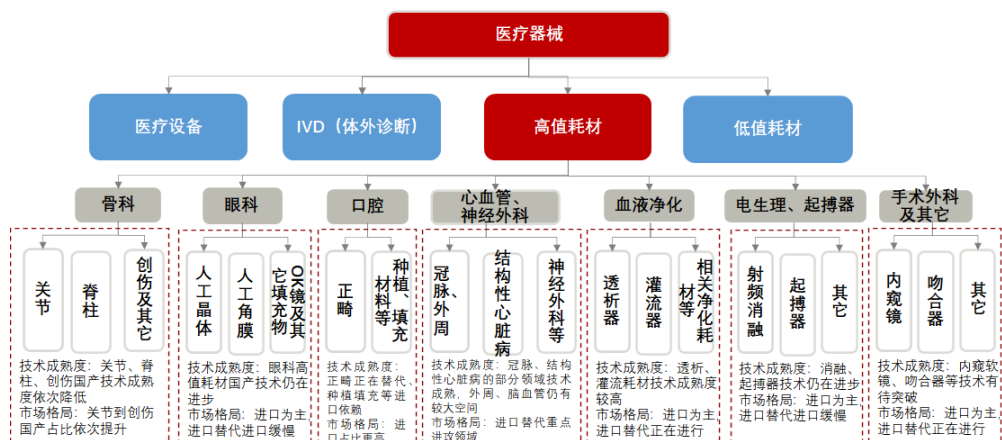 医疗器械
医疗设备
IVD（体外诊断）
高值耗材
低值耗材
骨科
眼科
口腔
心血管、
神经外科
血液净化
电生理、起搏器
手术外科
及其它
关节
脊柱
创伤及其它
人工晶体
人工角膜
OK镜及其
它填充物
正畸
种植、填充
材料等
冠脉、
外周
结构性心脏病
神经外科等
透析器
灌流器
相关净化耗
材等
射频消融
起搏器
其它
内窥镜
吻合器
其它
技术成熟度：关节、脊
柱、创伤国产技术成熟
度依次降低
市场格局：关节到创伤
国产占比依次提升
技术成熟度：眼科高
值耗材国产技术仍在
进步
市场格局：进口为主，
进口替代进口缓慢
技术成熟度：
正畸正在替代、
种植填充等进
口依赖
市场格局：进
口占比更高
技术成熟度：冠脉、结构
性心脏病的部分领域技术
成熟、外周、脑血管仍有
较大空间
市场格局：进口替代重点
进攻领域
技术成熟度：透析、
灌流耗材技术成熟度
较高
市场格局：进口为主，
进口替代正在进行
技术成熟度：消融、
起搏器技术仍在进步
市场格局：进口为主，
进口替代进口缓慢
技术成熟度：内窥软
镜、吻合器等技术有
待突破
市场格局：进口为主，
进口替代正在进行